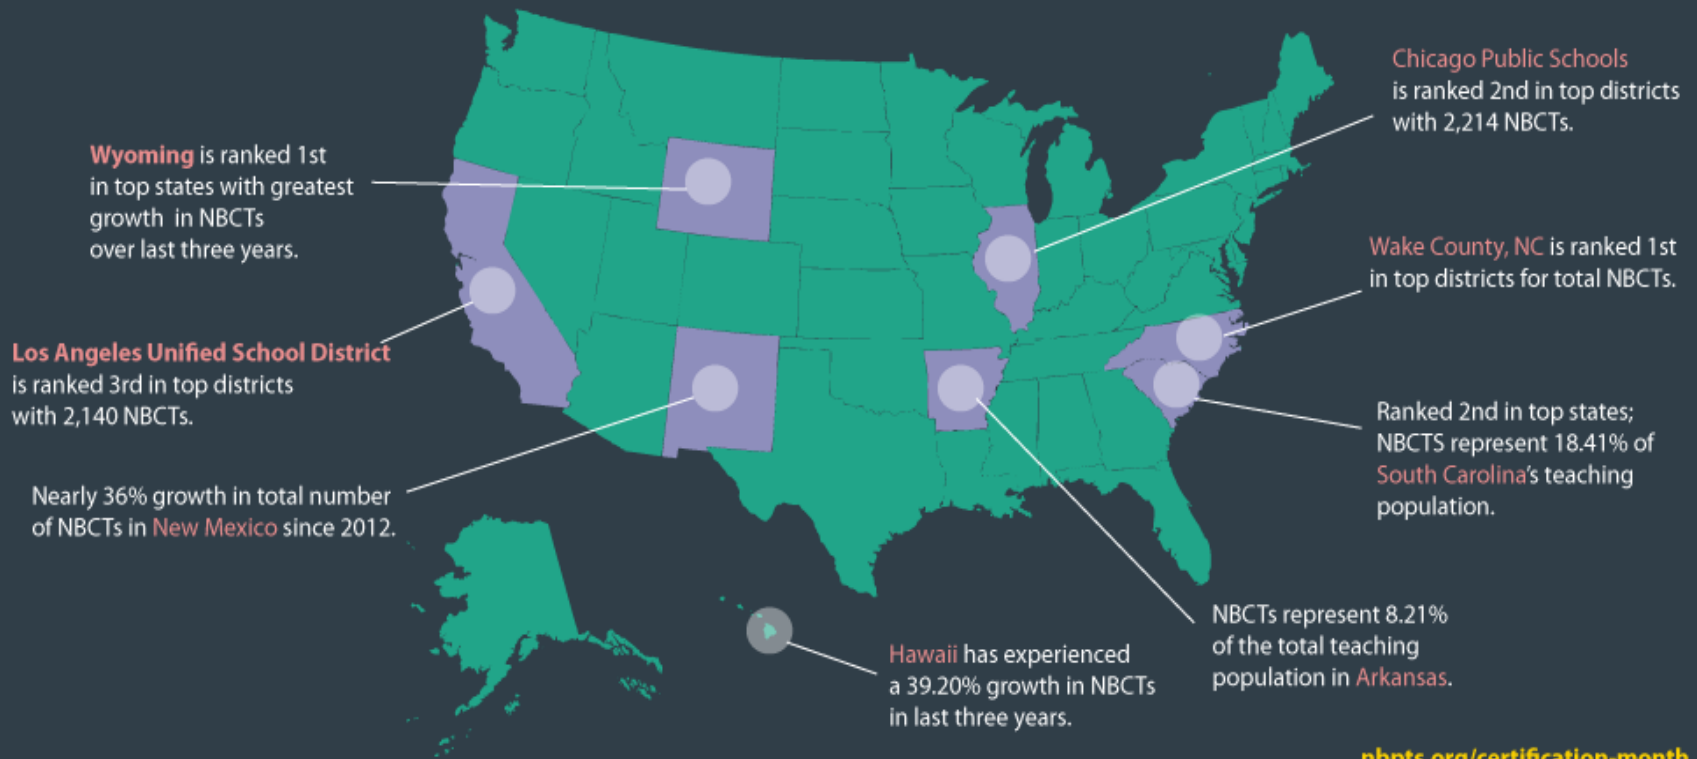 Chicago Public Schools
is ranked 2nd in top districts
with 2,214 NBCTs.
Wyoming is ranked 1st
in top states with greatest
growth in NBCTs
over last three years.
Wake County, NC is ranked 1st
in top districts for total NBCTs.
Los Angeles Unified School District
is ranked 3rd in top districts
with 2,140 NBCTs.
Ranked 2nd in top states;
NBCTS represent 18.41% of
South Carolina's teaching
population.
Nearly 36% growth in total number
of NBCTs in New Mexico since 2012.
NBCTs represent 8.21%
of the total teaching
population in Arkansas.
Hawaii has experienced
a 39.20% growth in NBCTs
in last three years.
nbpts.org/certification-month